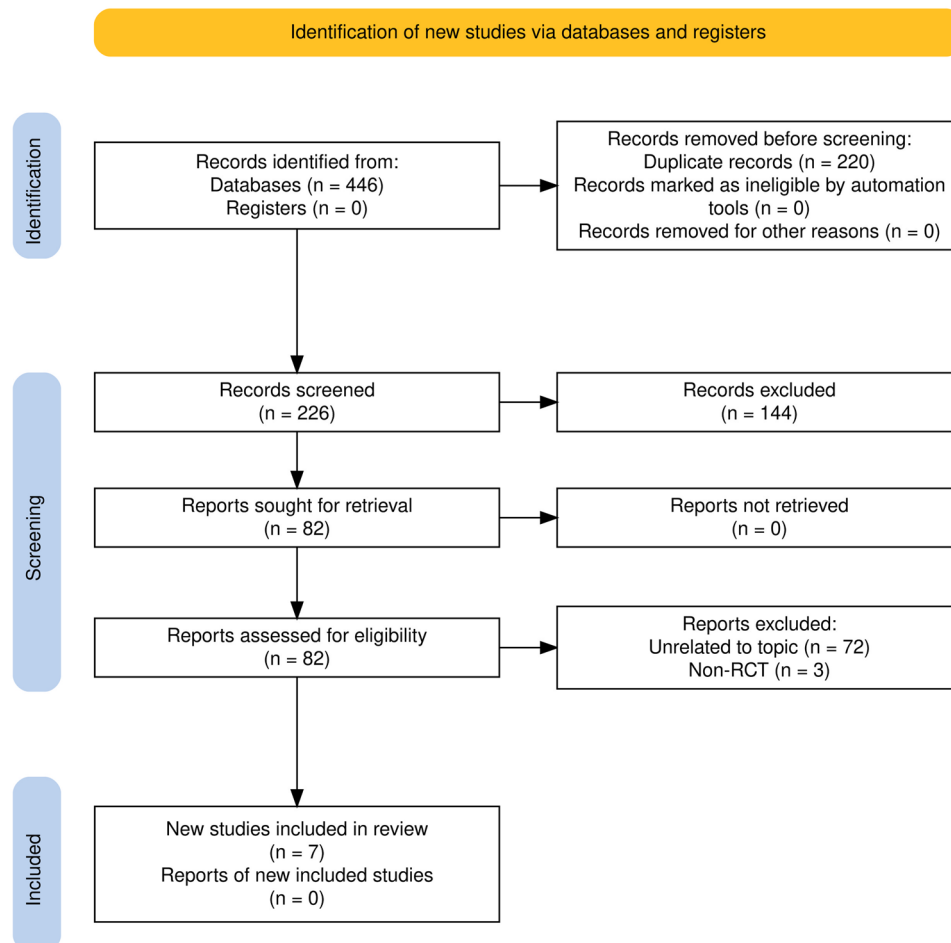 Identification of new studies via databases and registers
Identification
Records identified from:
Databases (n = 446)
Registers (n = 0)
Records removed before screening:
Duplicate records (n = 220)
Records marked as ineligible by automation
tools (n = 0)
Records removed for other reasons (n = 0)
Screening
Records screened
(n = 226)
Records excluded
(n = 144)
Reports sought for retrieval
(n = 82)
Reports not retrieved
(n = 0)
Reports assessed for eligibility
(n = 82)
Reports excluded:
Unrelated to topic (n = 72)
Non-RCT (n = 3)
Included
New studies included in review
(n = 7)
Reports of new included studies
(n = 0)